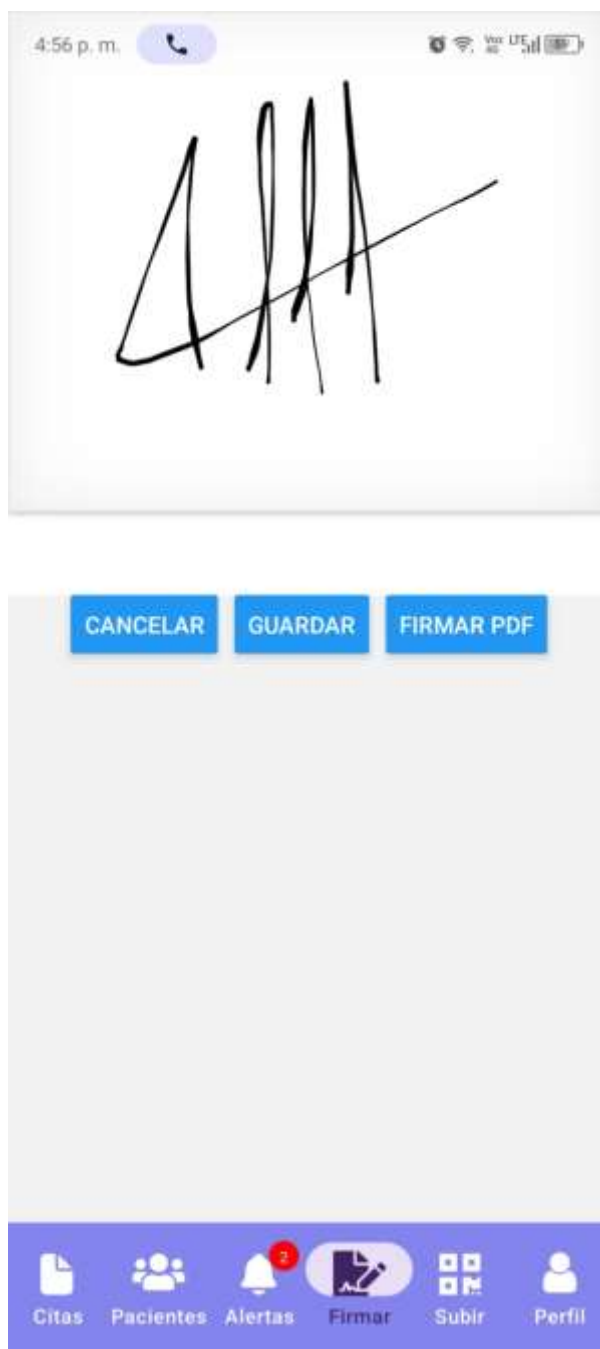 4:56 p. m.
CANCELAR GUARDAR FIRMAR PDF
2
Citas Pacientes Alertas Firmar Subir Perfil